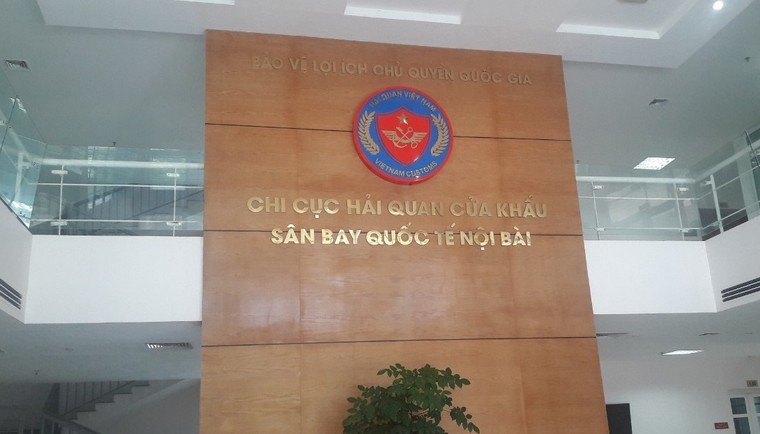 BẢO VỆ LỢI ÍCH CHỦ QUYỀN QUỐC GIA
HẢI QUAN VIỆT NAM
VIETNAM CUSTOMS
CHI CỤC HẢI QUAN CỬA KHẨU
SÂN BAY QUỐC TẾ NỘI BÀI